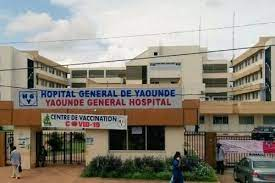 HOPITAL GENERAL DE YAOUNDE
YAOUNDE GENERAL HOSPITAL
CENTRE DE VACCINATION
COVID-19